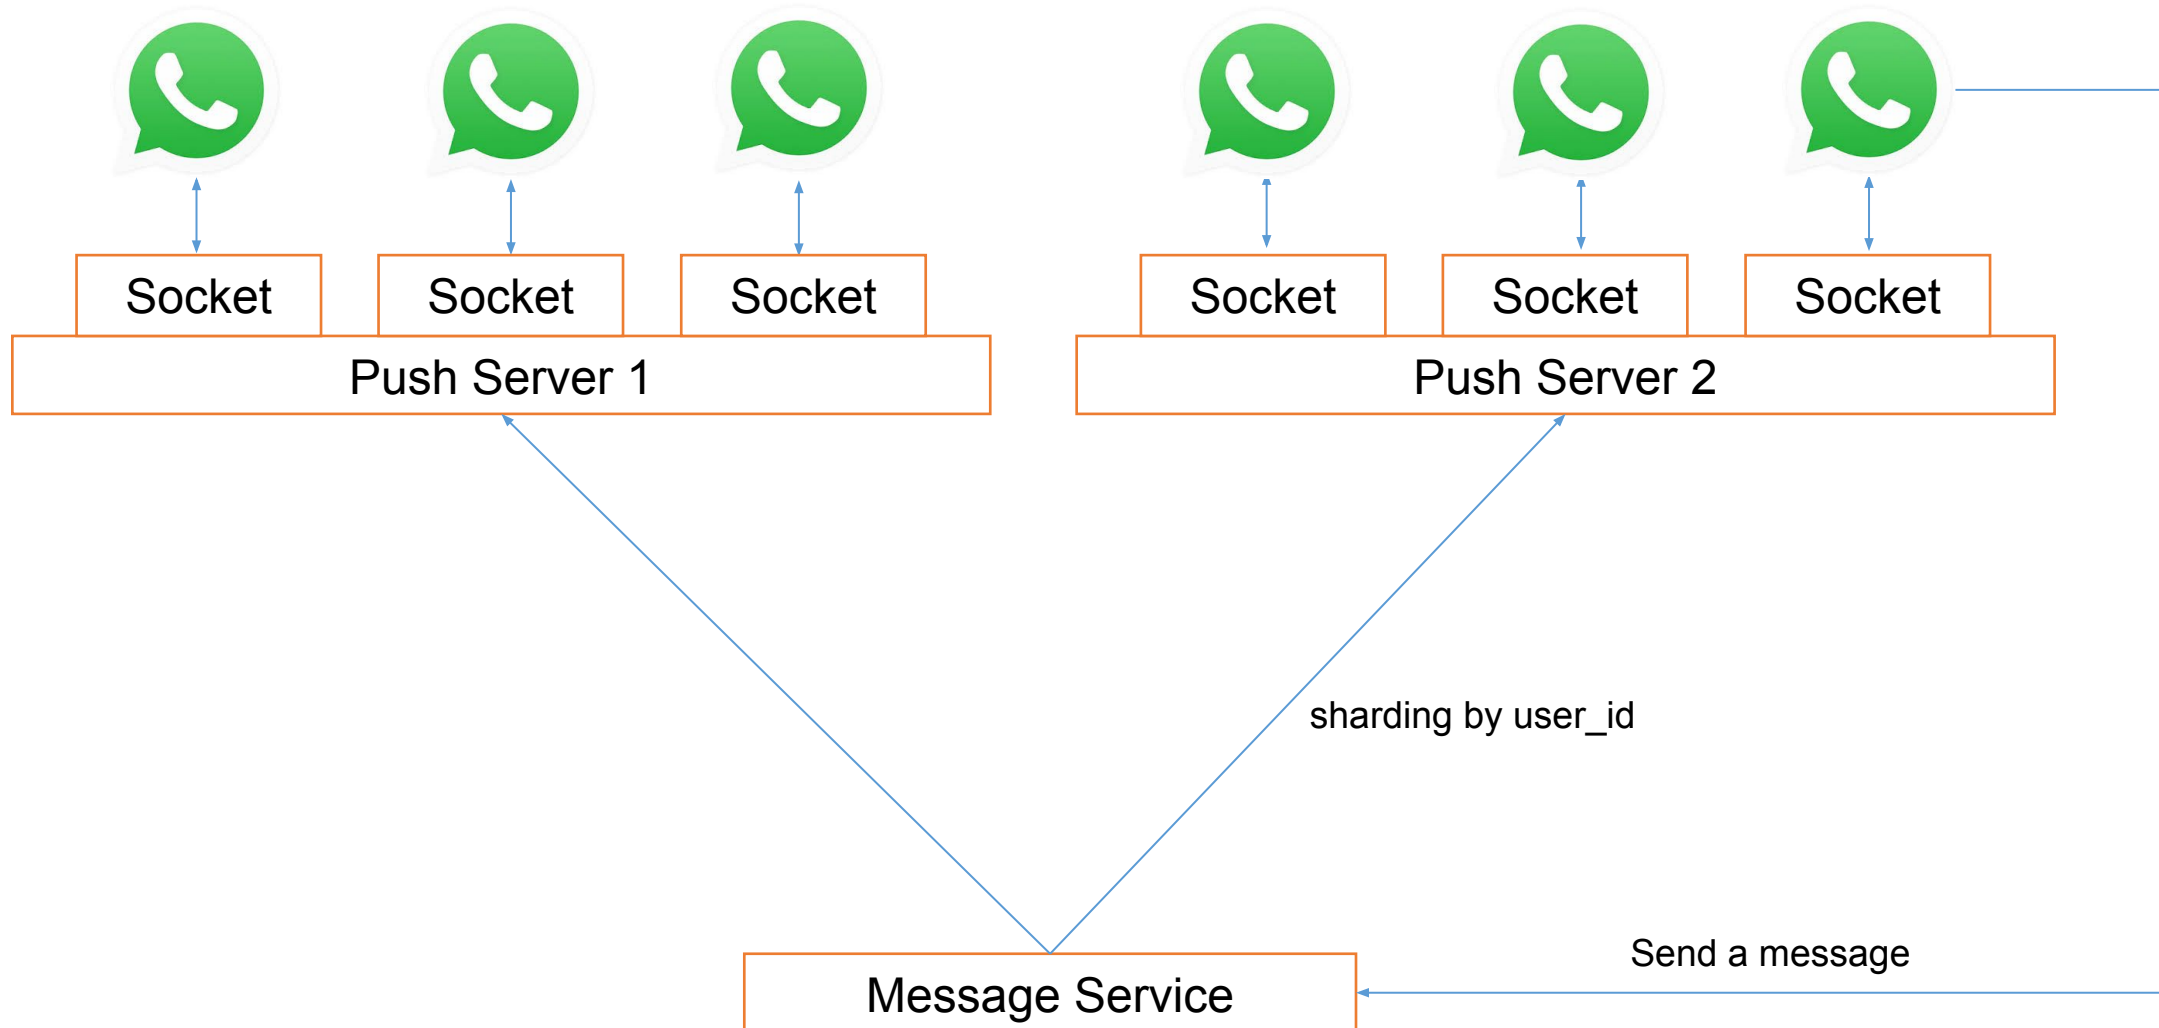 Socket
Socket
Socket
Socket
Socket
Socket
Push Server 1
Push Server 2
sharding by user_id
Send a message
Message Service